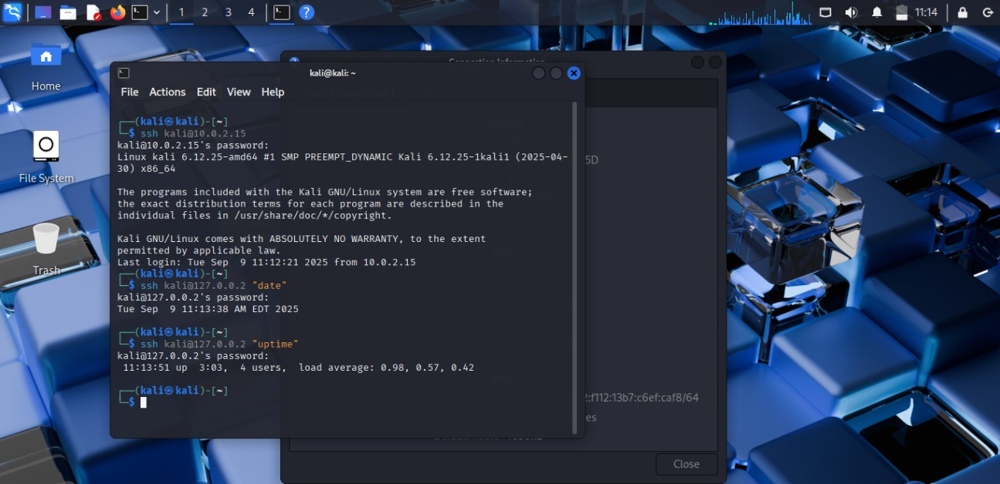 1 2 3 4
11:14
Home
File System
Trash
kali@kali: ~
File Actions Edit View Help
┌──(kali㉿kali)-[~]
└─$ ssh kali@10.0.2.15
kali@10.0.2.15's password:
Linux kali 6.12.25-amd64 #1 SMP PREEMPT_DYNAMIC Kali 6.12.25-1kali1 (2025-04-
30) x86_64
The programs included with the Kali GNU/Linux system are free software;
the exact distribution terms for each program are described in the
individual files in /usr/share/doc/*/copyright.
Kali GNU/Linux comes with ABSOLUTELY NO WARRANTY, to the extent
permitted by applicable law.
Last login: Tue Sep  9 11:12:21 2025 from 10.0.2.15
┌──(kali㉿kali)-[~]
└─$ ssh kali@127.0.0.2 "date"
kali@127.0.0.2's password:
Tue Sep  9 11:13:38 AM EDT 2025
┌──(kali㉿kali)-[~]
└─$ ssh kali@127.0.0.2 "uptime"
kali@127.0.0.2's password:
 11:13:51 up  3:03,  4 users,  load average: 0.98, 0.57, 0.42
┌──(kali㉿kali)-[~]
└─$
Connection Information
5D
:f112:13b7:c6ef:caf8/64
es
Close